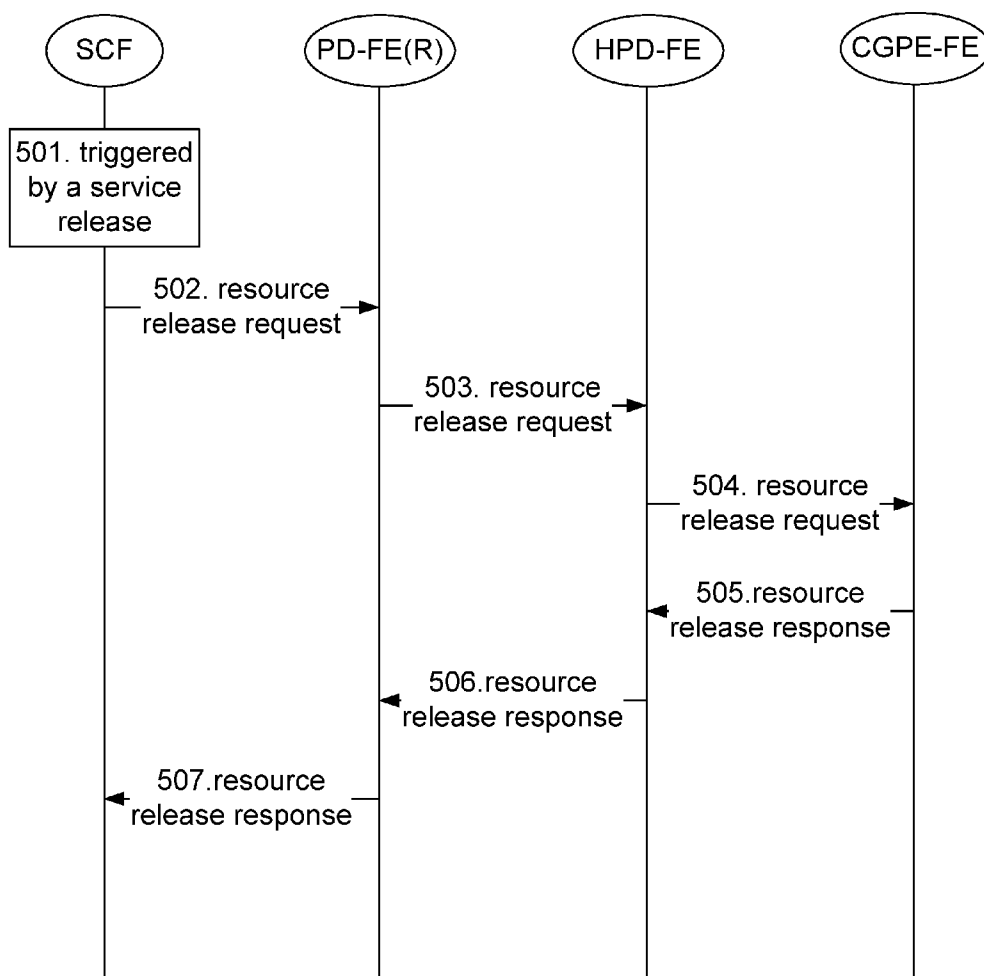 SCF
PD-FE(R)
HPD-FE
CGPE-FE
501. triggered
by a service
release
502. resource
release request
503. resource
release request
504. resource
release request
505.resource
release response
506.resource
release response
507.resource
release response